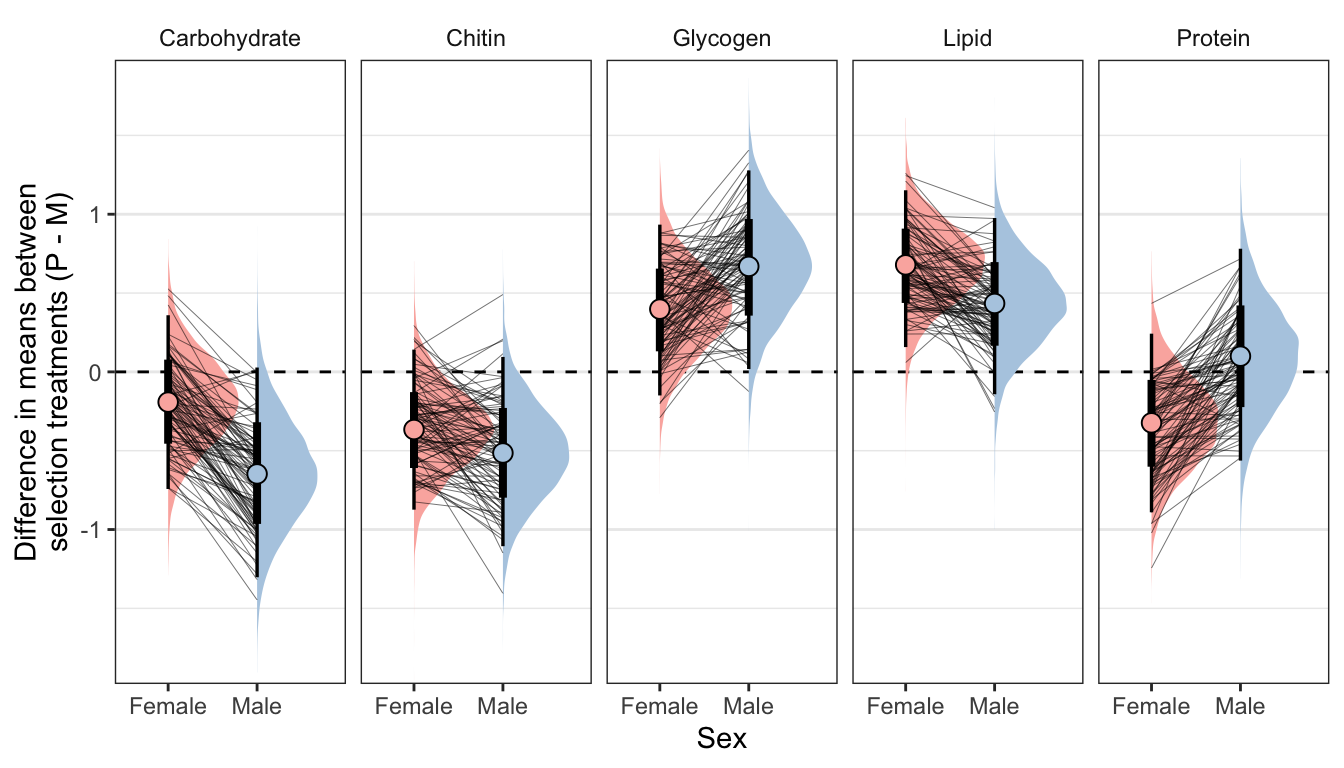 Carbohydrate
Chitin
Glycogen
Lipid
Protein
Difference in means between
selection treatments (P - M)
1
0
-1
Female Male
Female Male
Female Male
Female Male
Female Male
Sex